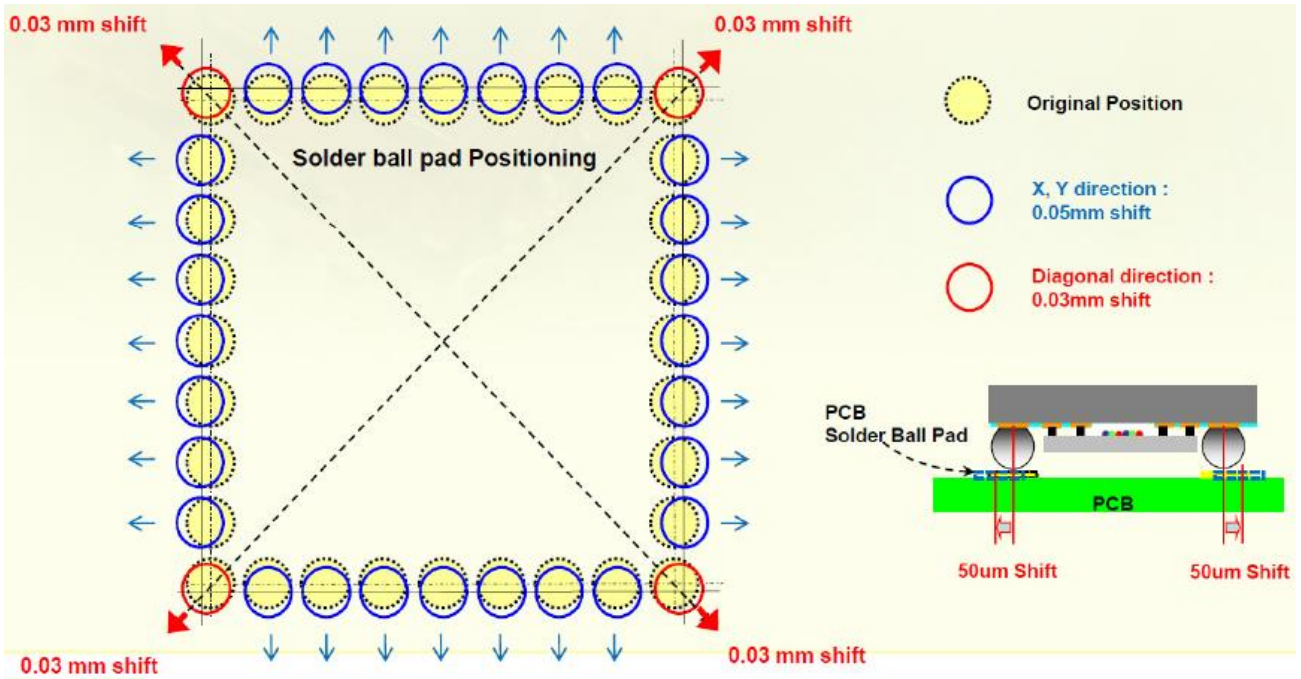 0.03 mm shift
0.03 mm shift
Solder ball pad Positioning
0.03 mm shift
0.03 mm shift
Original Position
X, Y direction :
0.05mm shift
Diagonal direction :
0.03mm shift
PCB
Solder Ball Pad
PCB
50um Shift
50um Shift